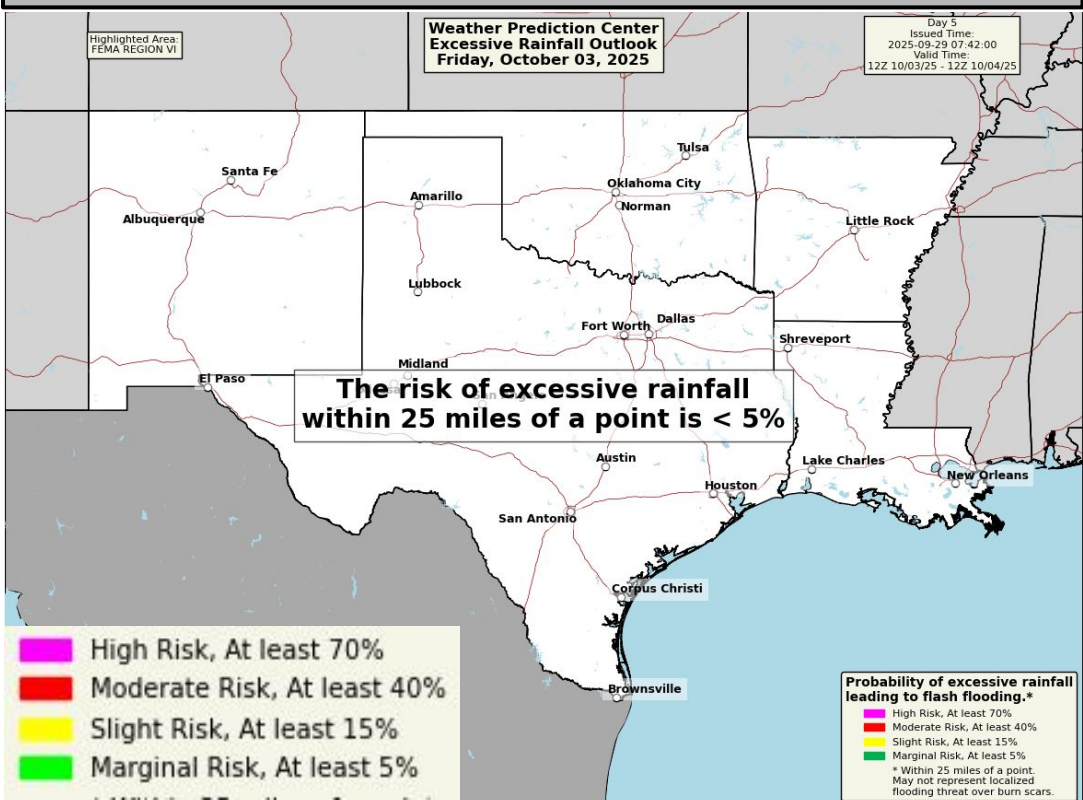 Highlighted Area:
FEMA REGION VI
Weather Prediction Center
Excessive Rainfall Outlook
Friday, October 03, 2025
Day 5
Issued Time:
2025-09-29 07:42:00
Valid Time:
12Z 10/03/25 - 12Z 10/04/25
Tulsa
Santa Fe
Oklahoma City
Amarillo
Norman
Albuquerque
Little Rock
Lubbock
Dallas
Fort Worth
Shreveport
Midland
El Paso
The risk of excessive rainfall
within 25 miles of a point is < 5%
Austin
Lake Charles
New Orleans
Houston
San Antonio
Corpus Christi
Brownsville
High Risk, At least 70%
Moderate Risk, At least 40%
Slight Risk, At least 15%
Marginal Risk, At least 5%
Probability of excessive rainfall
leading to flash flooding.*
High Risk, At least 70%
Moderate Risk, At least 40%
Slight Risk, At least 15%
Marginal Risk, At least 5%
* Within 25 miles of a point.
May not represent localized
flooding threat over burn scars.